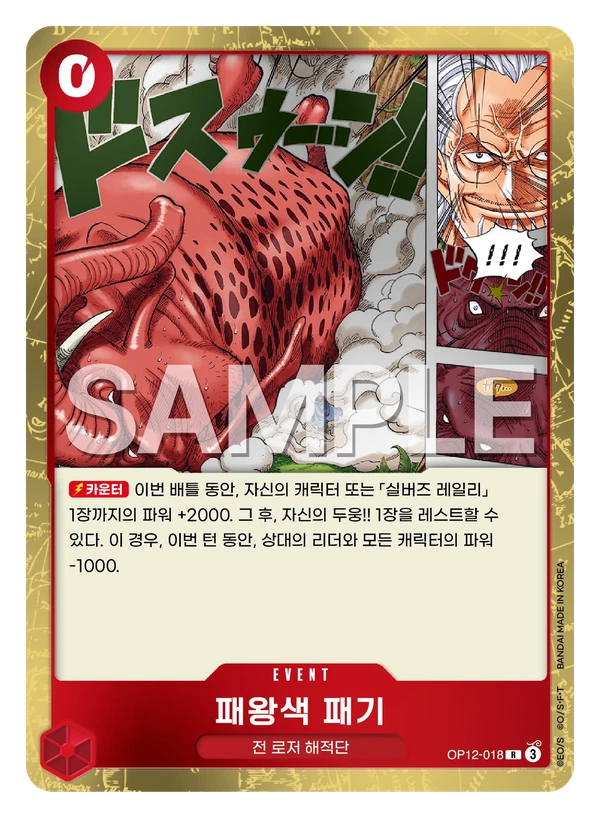 0
ドスゥーン!!
!!!
ドクーン!!
SAMPLE
카운터 이번 배틀 동안, 자신의 캐릭터 또는 「실버즈 레일리」
1장까지의 파워 +2000. 그 후, 자신의 두웅!! 1장을 레스트할 수
있다. 이 경우, 이번 턴 동안, 상대의 리더와 모든 캐릭터의 파워
-1000.
EVENT
패왕색 패기
전 로저 해적단
OP12-018 R 3
©EO/S ©O/S·F·T BANDAI MADE IN KOREA